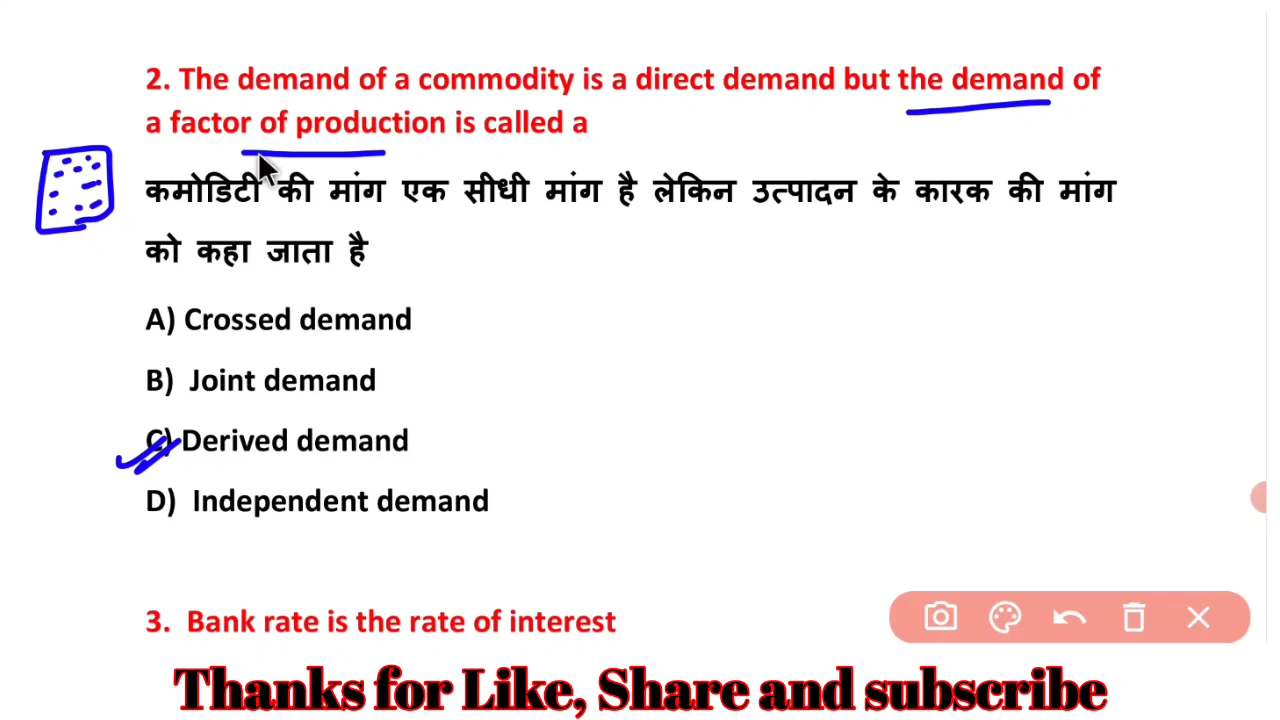 2. The demand of a commodity is a direct demand but the demand of
a factor of production is called a
कमोडिटी की मांग एक सीधी मांग है लेकिन उत्पादन के कारक की मांग
को कहा जाता है
A) Crossed demand
B) Joint demand
C) Derived demand
D) Independent demand
3. Bank rate is the rate of interest
Thanks for Like, Share and subscribe